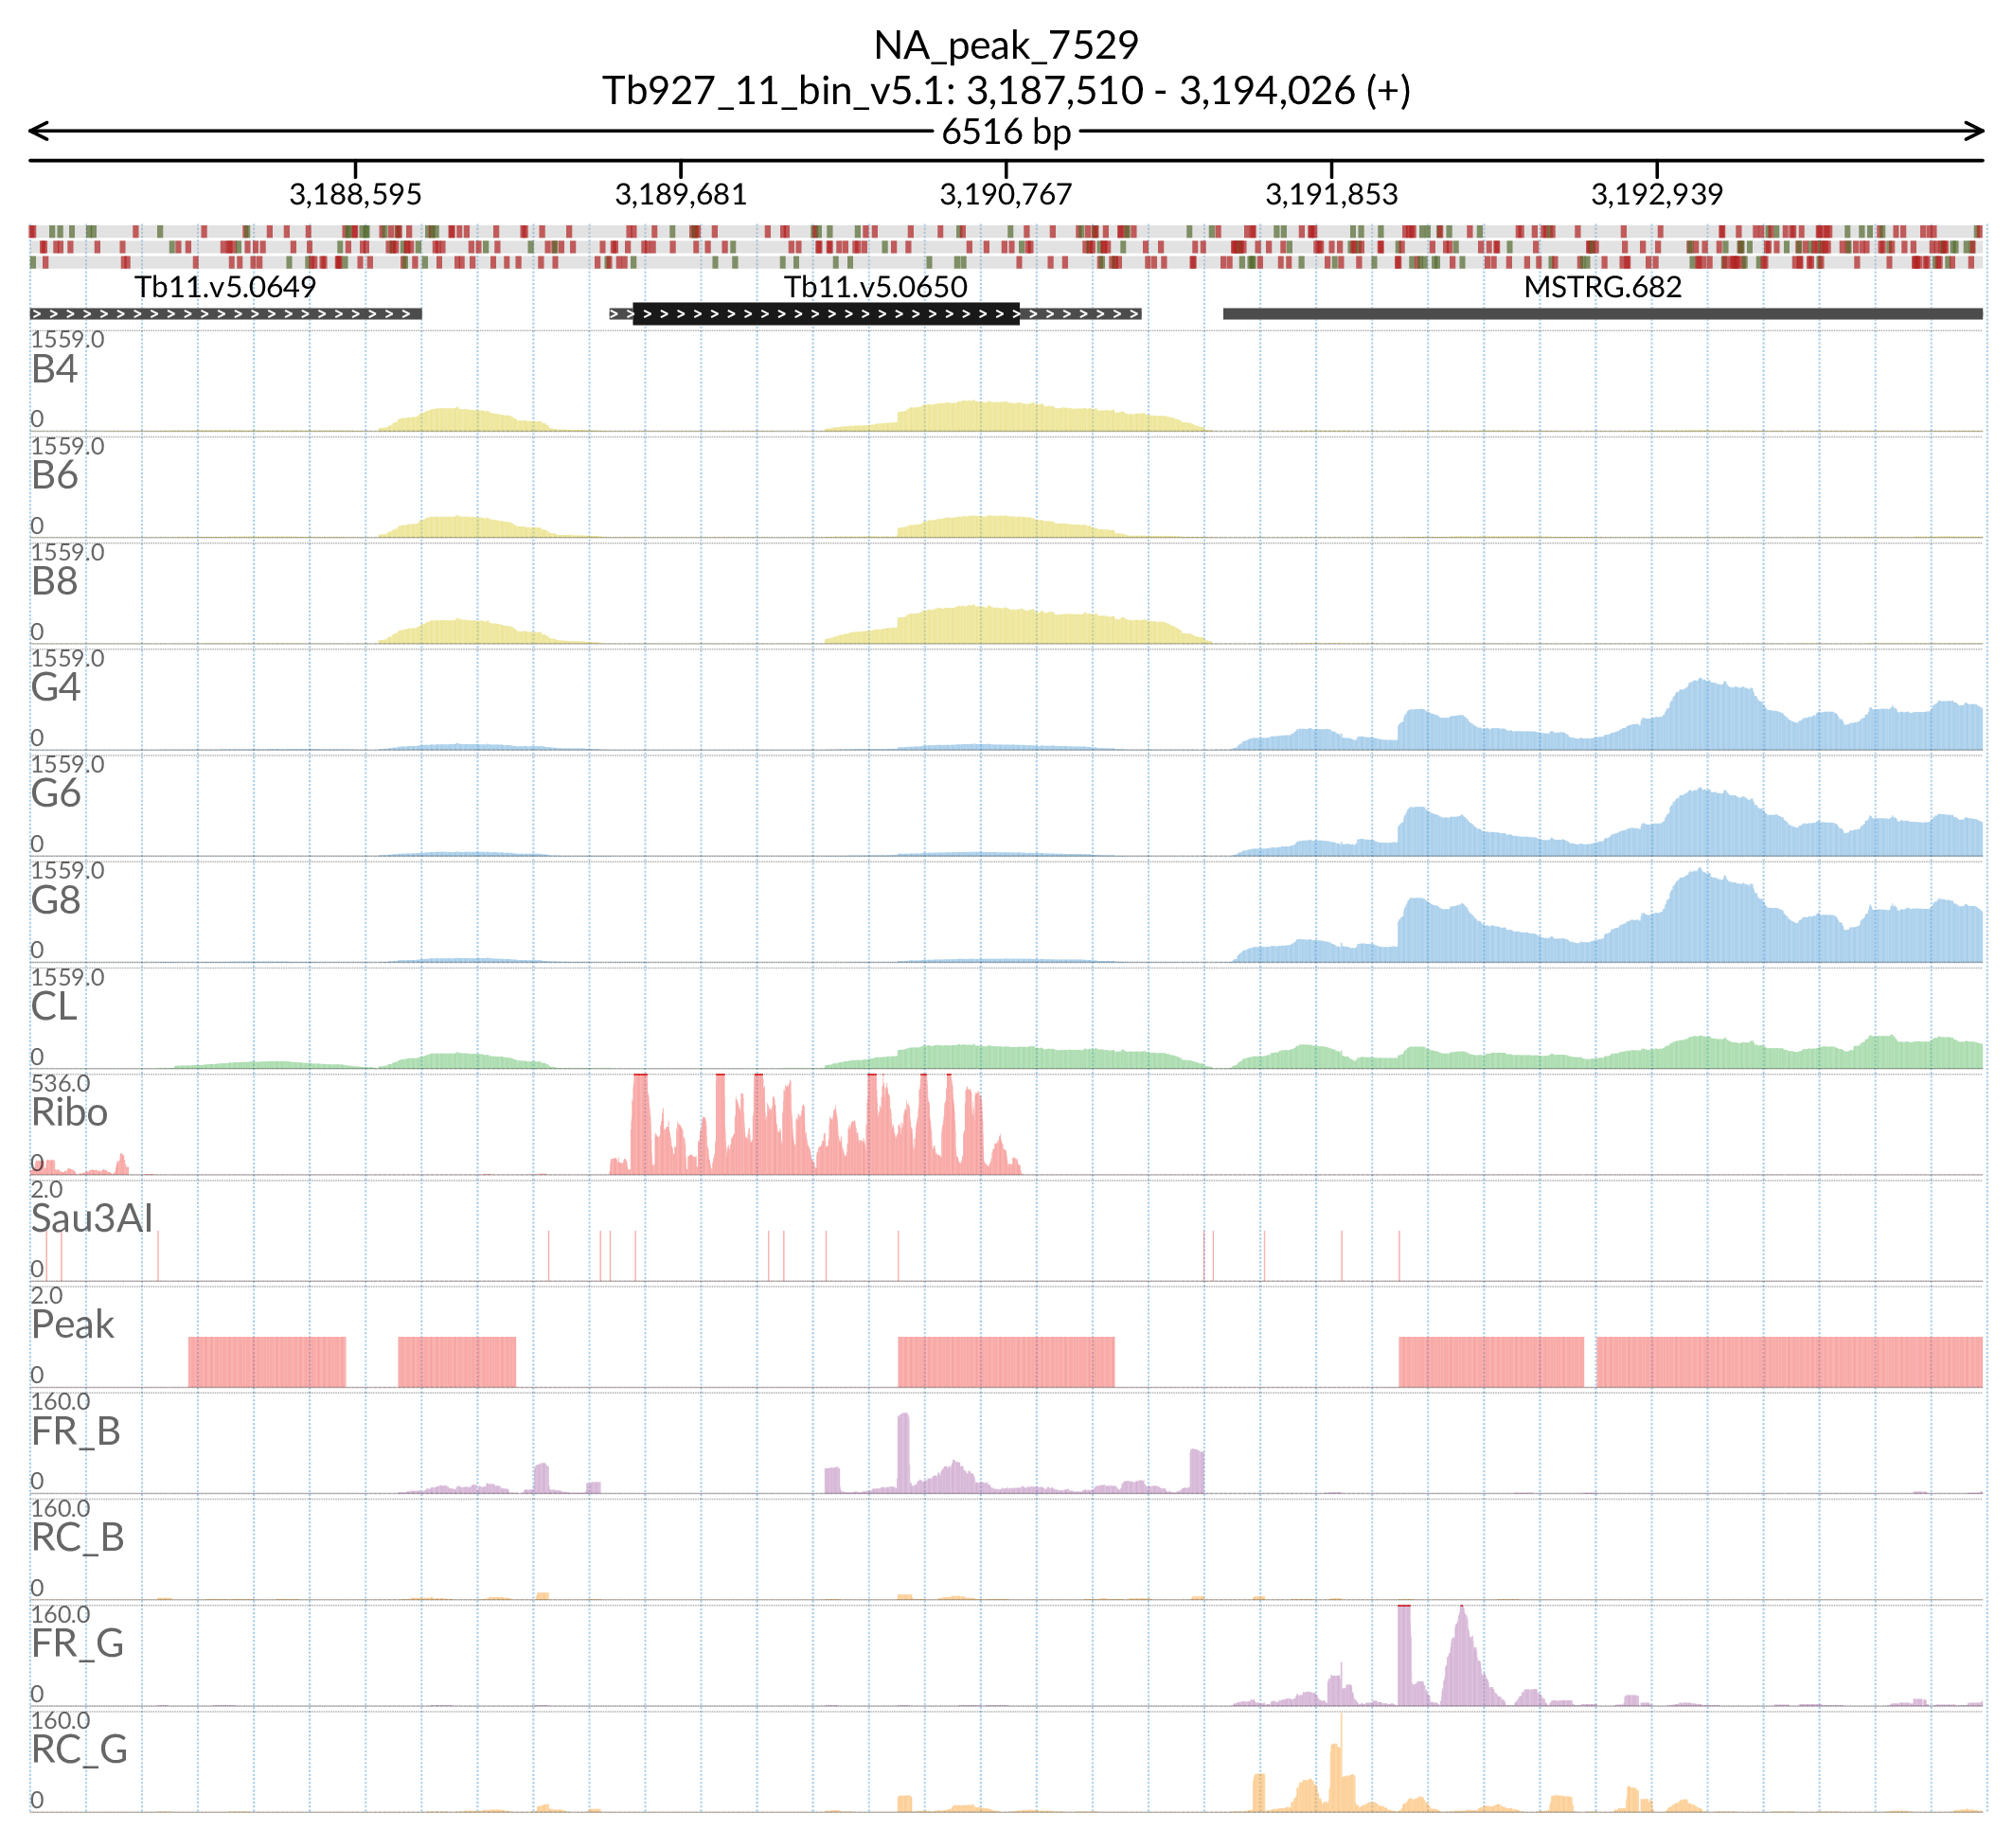 NA_peak_7529
Tb927_11_bin_v5.1: 3,187,510 - 3,194,026 (+)
6516 bp
3,188,595 3,189,681 3,190,767 3,191,853 3,192,939
Tb11.v5.0649 Tb11.v5.0650 MSTRG.682
1559.0
B4
0
1559.0
B6
0
1559.0
B8
0
1559.0
G4
0
1559.0
G6
0
1559.0
G8
0
1559.0
CL
0
536.0
Ribo
0
2.0
Sau3AI
0
2.0
Peak
0
160.0
FR_B
0
160.0
RC_B
0
160.0
FR_G
0
160.0
RC_G
0